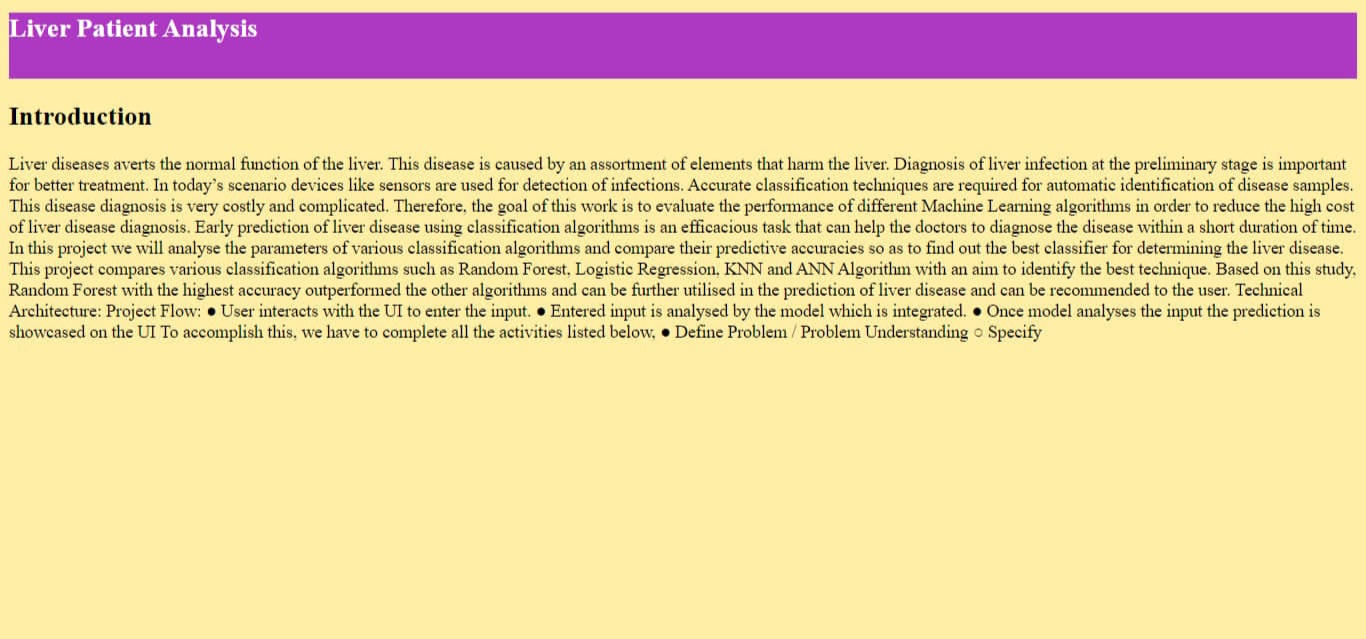 Liver Patient Analysis
Introduction
Liver diseases averts the normal function of the liver. This disease is caused by an assortment of elements that harm the liver. Diagnosis of liver infection at the preliminary stage is important
for better treatment. In today’s scenario devices like sensors are used for detection of infections. Accurate classification techniques are required for automatic identification of disease samples.
This disease diagnosis is very costly and complicated. Therefore, the goal of this work is to evaluate the performance of different Machine Learning algorithms in order to reduce the high cost
of liver disease diagnosis. Early prediction of liver disease using classification algorithms is an efficacious task that can help the doctors to diagnose the disease within a short duration of time.
In this project we will analyse the parameters of various classification algorithms and compare their predictive accuracies so as to find out the best classifier for determining the liver disease.
This project compares various classification algorithms such as Random Forest, Logistic Regression, KNN and ANN Algorithm with an aim to identify the best technique. Based on this study,
Random Forest with the highest accuracy outperformed the other algorithms and can be further utilised in the prediction of liver disease and can be recommended to the user. Technical
Architecture: Project Flow: ● User interacts with the UI to enter the input. ● Entered input is analysed by the model which is integrated. ● Once model analyses the input the prediction is
showcased on the UI To accomplish this, we have to complete all the activities listed below, ● Define Problem / Problem Understanding ○ Specify